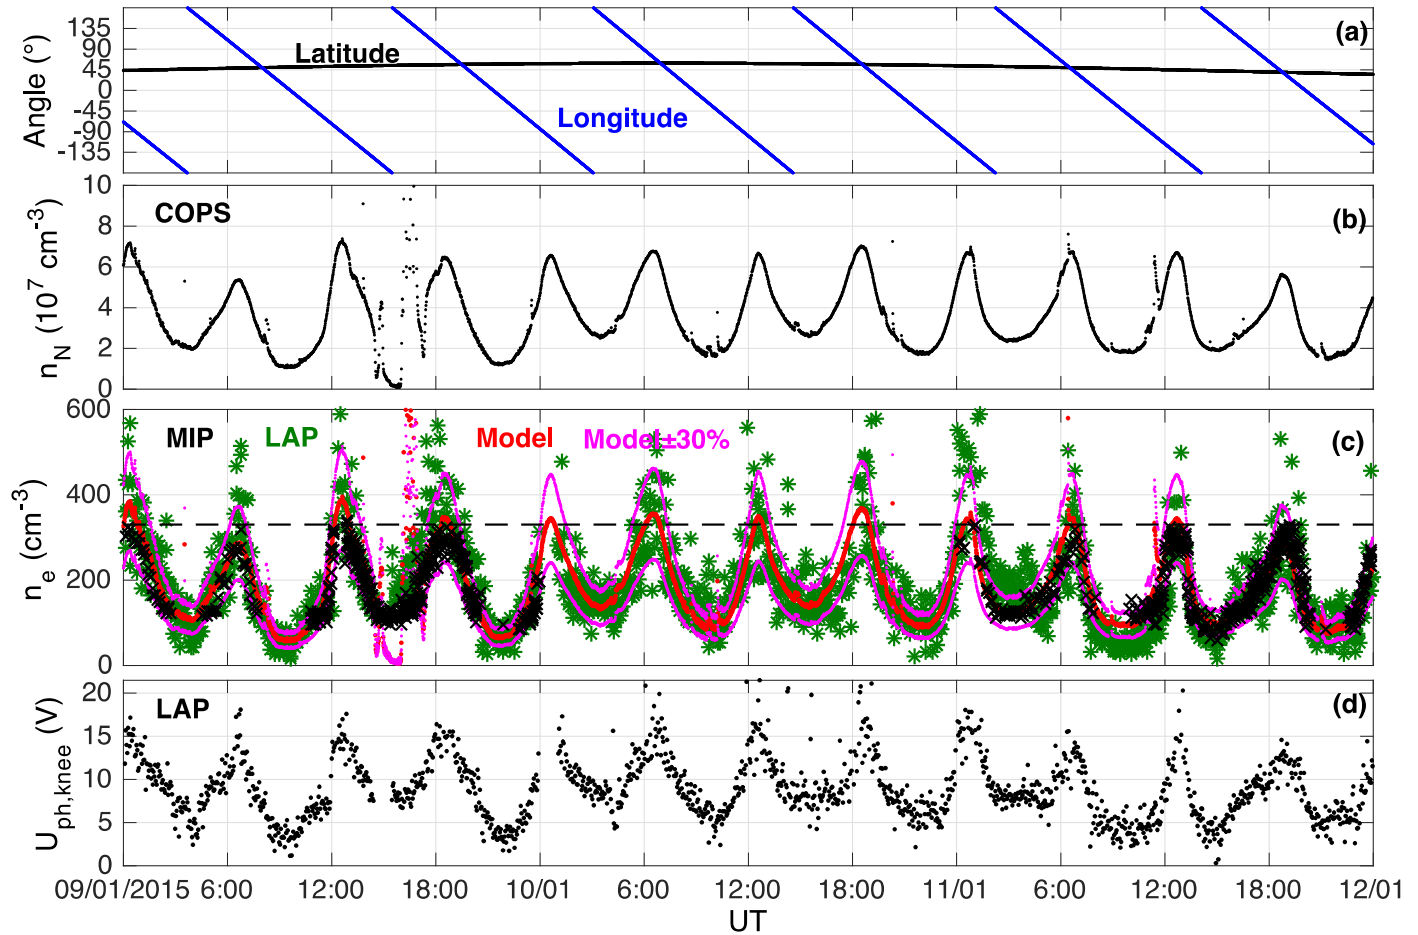 Angle (°)
135
90
45
0
-45
-90
-135
Latitude
Longitude
(a)
n_N (10^7 cm^-3)
10
8
6
4
2
0
COPS
(b)
n_e (cm^-3)
600
400
200
0
MIP LAP Model Model±30%
(c)
U_ph,knee (V)
20
15
10
5
0
LAP
(d)
09/01/2015 6:00 12:00 18:00 10/01 6:00 12:00 18:00 11/01 6:00 12:00 18:00 12/01
UT